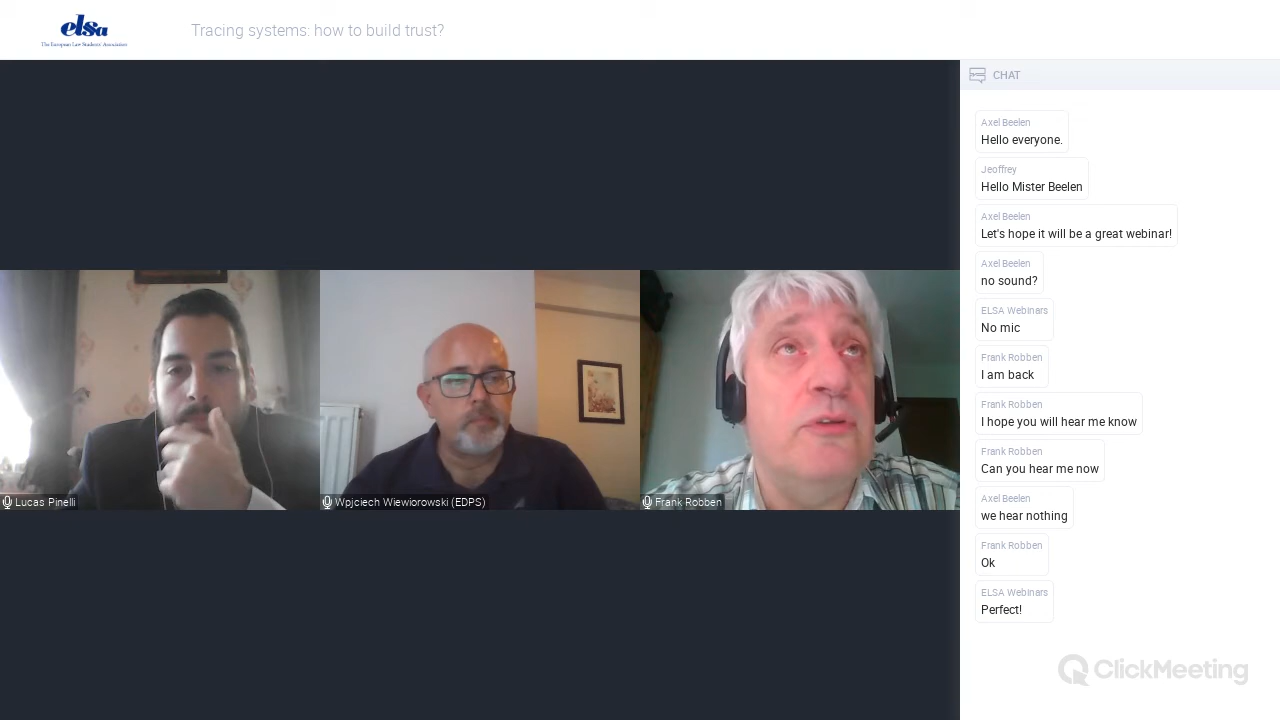 elsa
The European Law Students' Association
Tracing systems: how to build trust?
CHAT
Axel Beelen
Hello everyone.
Jeoffrey
Hello Mister Beelen
Axel Beelen
Let's hope it will be a great webinar!
Axel Beelen
no sound?
ELSA Webinars
No mic
Frank Robben
I am back
Frank Robben
I hope you will hear me know
Frank Robben
Can you hear me now
Axel Beelen
we hear nothing
Frank Robben
Ok
ELSA Webinars
Perfect!
Lucas Pinelli
Wpjciech Wiewiorowski (EDPS)
Frank Robben
ClickMeeting